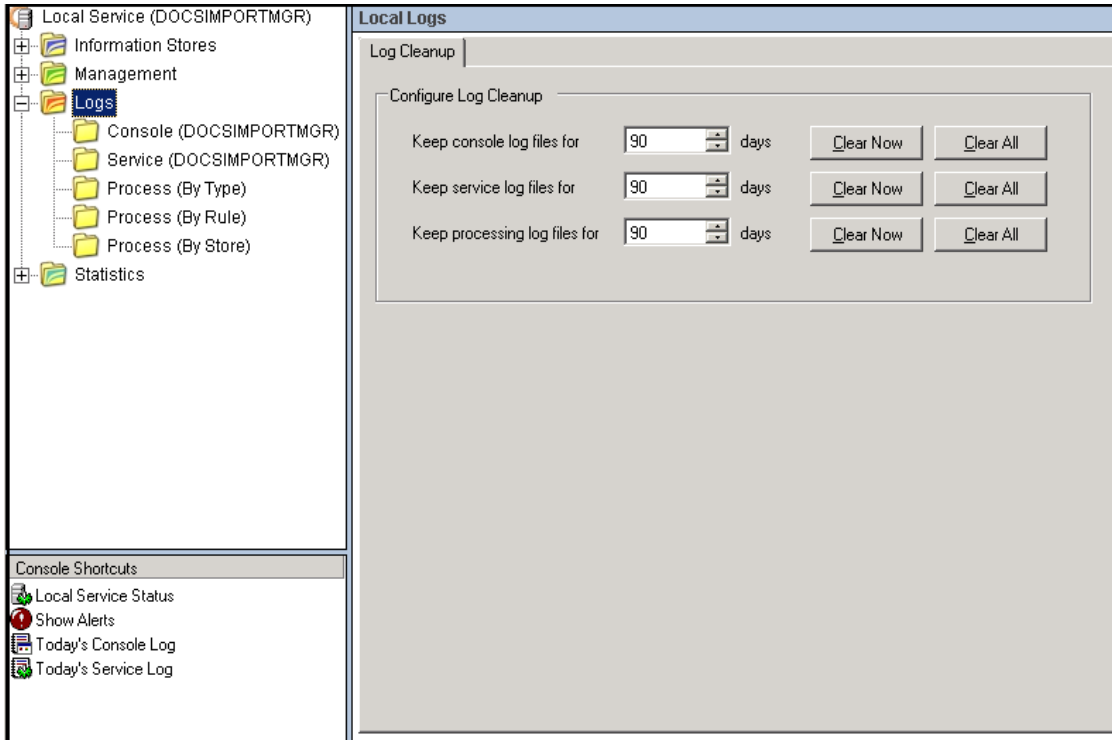 Local Service (DOCSIMPORTMGR)
Information Stores
Management
Logs
Console (DOCSIMPORTMGR)
Service (DOCSIMPORTMGR)
Process (By Type)
Process (By Rule)
Process (By Store)
Statistics
Console Shortcuts
Local Service Status
Show Alerts
Today's Console Log
Today's Service Log
Local Logs
Log Cleanup
Configure Log Cleanup
Keep console log files for 90 days Clear Now Clear All
Keep service log files for 90 days Clear Now Clear All
Keep processing log files for 90 days Clear Now Clear All